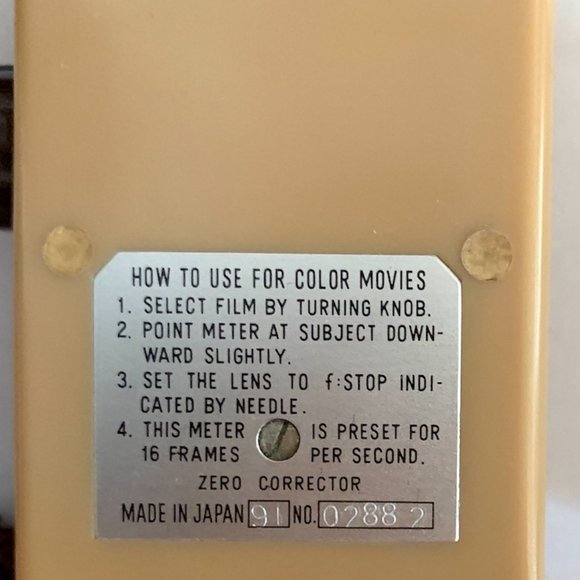 HOW TO USE FOR COLOR MOVIES
1. SELECT FILM BY TURNING KNOB.
2. POINT METER AT SUBJECT DOWN-
WARD SLIGHTLY.
3. SET THE LENS TO f:STOP INDI-
CATED BY NEEDLE.
4. THIS METER IS PRESET FOR
16 FRAMES PER SECOND.
ZERO CORRECTOR
MADE IN JAPAN 91 NO. 02882